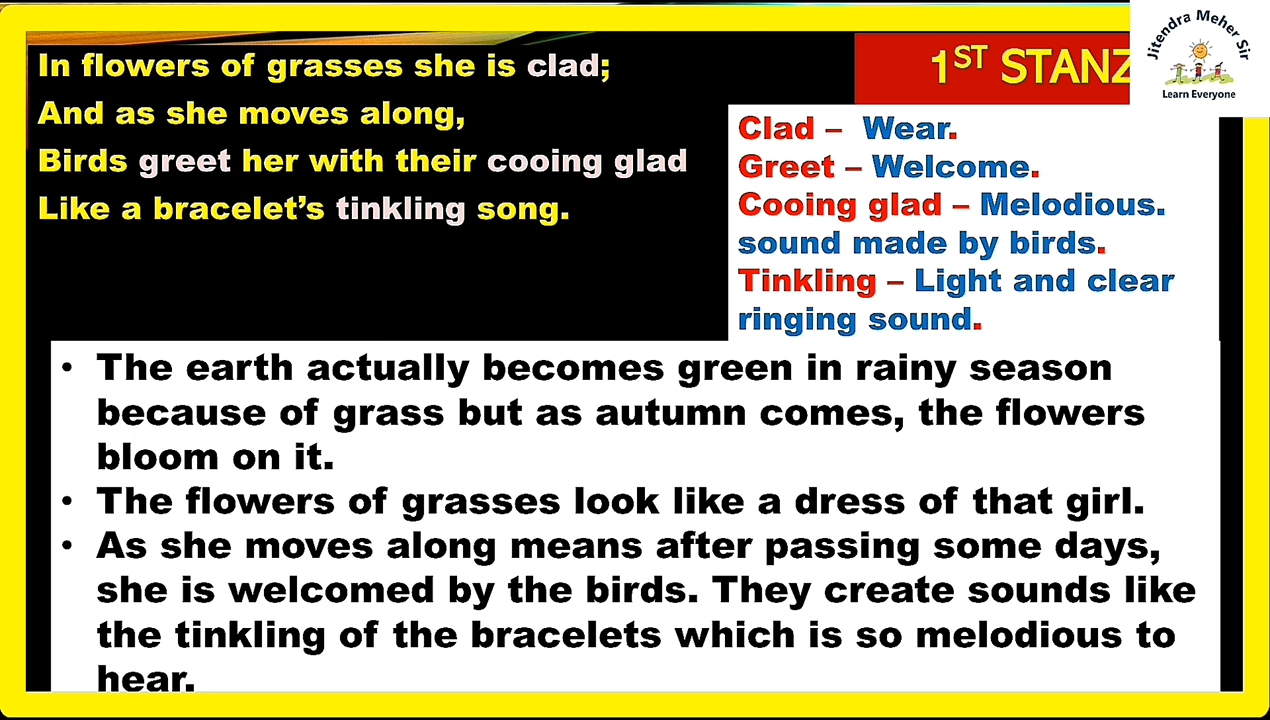 In flowers of grasses she is clad;
And as she moves along,
Birds greet her with their cooing glad
Like a bracelet's tinkling song.
1ST STANZ
Jitendra Meher Sir
Learn Everyone
Clad – Wear.
Greet – Welcome.
Cooing glad – Melodious.
sound made by birds.
Tinkling – Light and clear
ringing sound.
• The earth actually becomes green in rainy season
because of grass but as autumn comes, the flowers
bloom on it.
• The flowers of grasses look like a dress of that girl.
• As she moves along means after passing some days,
she is welcomed by the birds. They create sounds like
the tinkling of the bracelets which is so melodious to
hear.